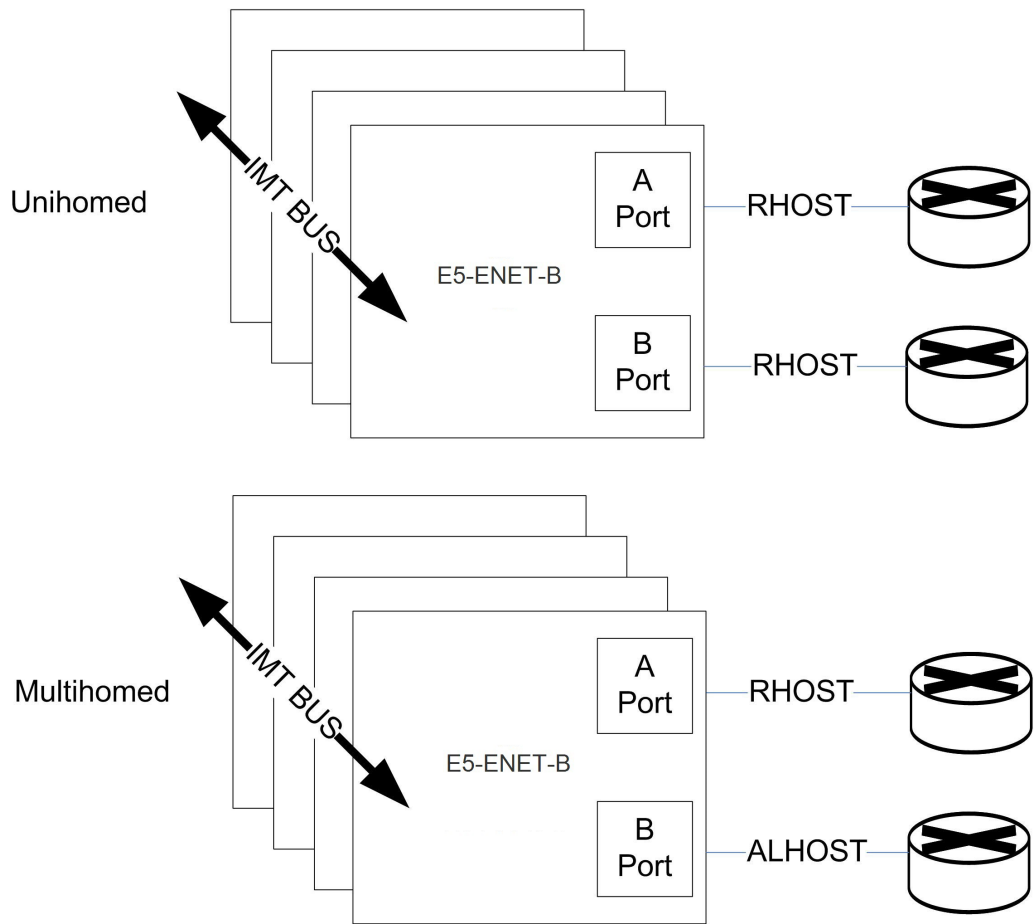 Unihomed
IMT BUS
E5-ENET-B
A
Port
RHOST
B
Port
RHOST
Multihomed
IMT BUS
E5-ENET-B
A
Port
RHOST
B
Port
ALHOST